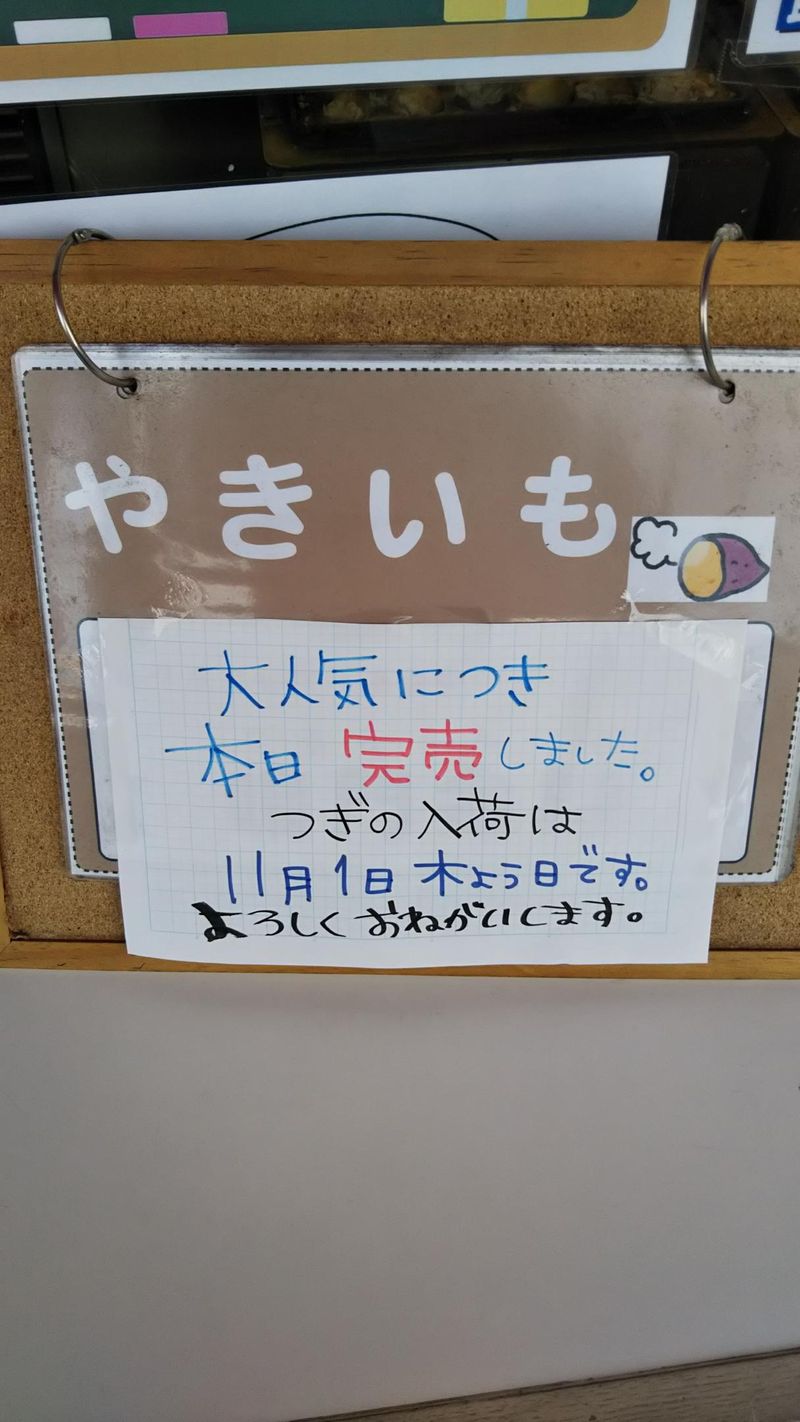 やきいも
大人気につき
本日 完売しました。
つぎの入荷は
11月1日 木よう日です。
よろしくおねがいします。